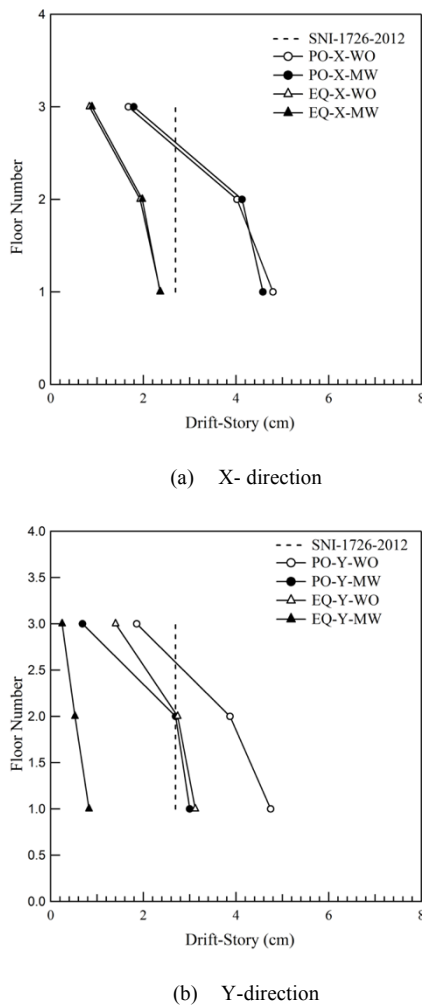 4
3
2
1
0
Floor Number
0
2
4
6
8
Drift-Story (cm)
SNI-1726-2012
PO-X-WO
PO-X-MW
EQ-X-WO
EQ-X-MW
(a) X- direction
4.0
3.5
3.0
2.5
2.0
1.5
1.0
0.5
0.0
Floor Number
0
2
4
6
8
Drift-Story (cm)
SNI-1726-2012
PO-Y-WO
PO-Y-MW
EQ-Y-WO
EQ-Y-MW
(b) Y-direction